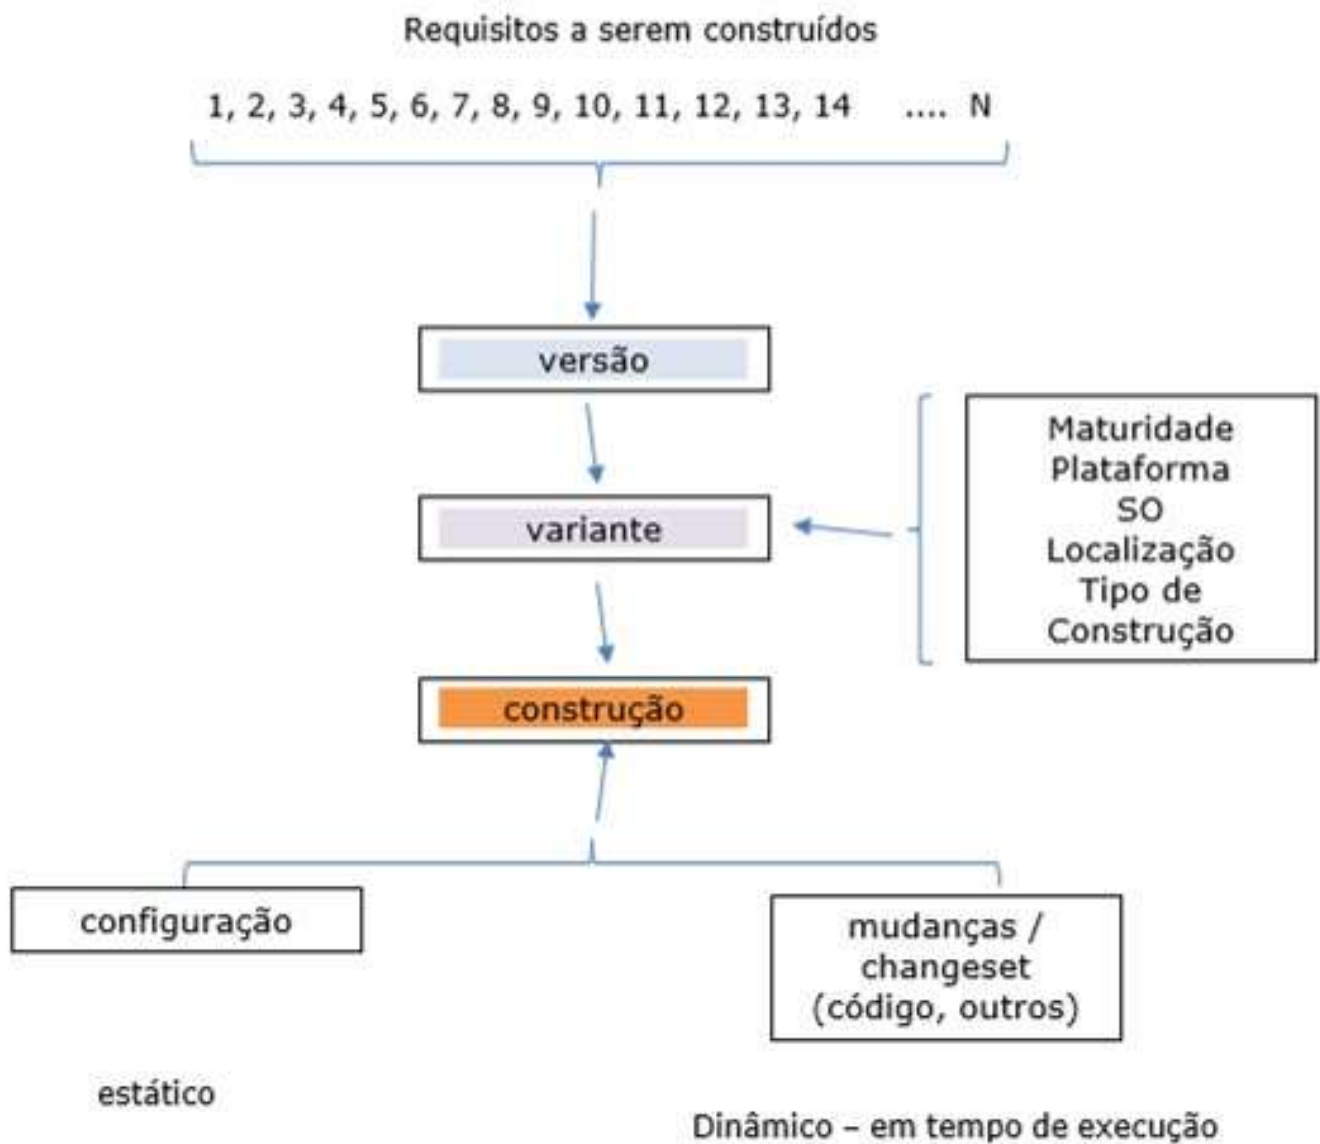 Requisitos a serem construídos
1, 2, 3, 4, 5, 6, 7, 8, 9, 10, 11, 12, 13, 14 .... N
versão
variante
Maturidade
Plataforma
SO
Localização
Tipo de
Construção
construção
configuração
mudanças /
changeset
(código, outros)
estático
Dinâmico – em tempo de execução